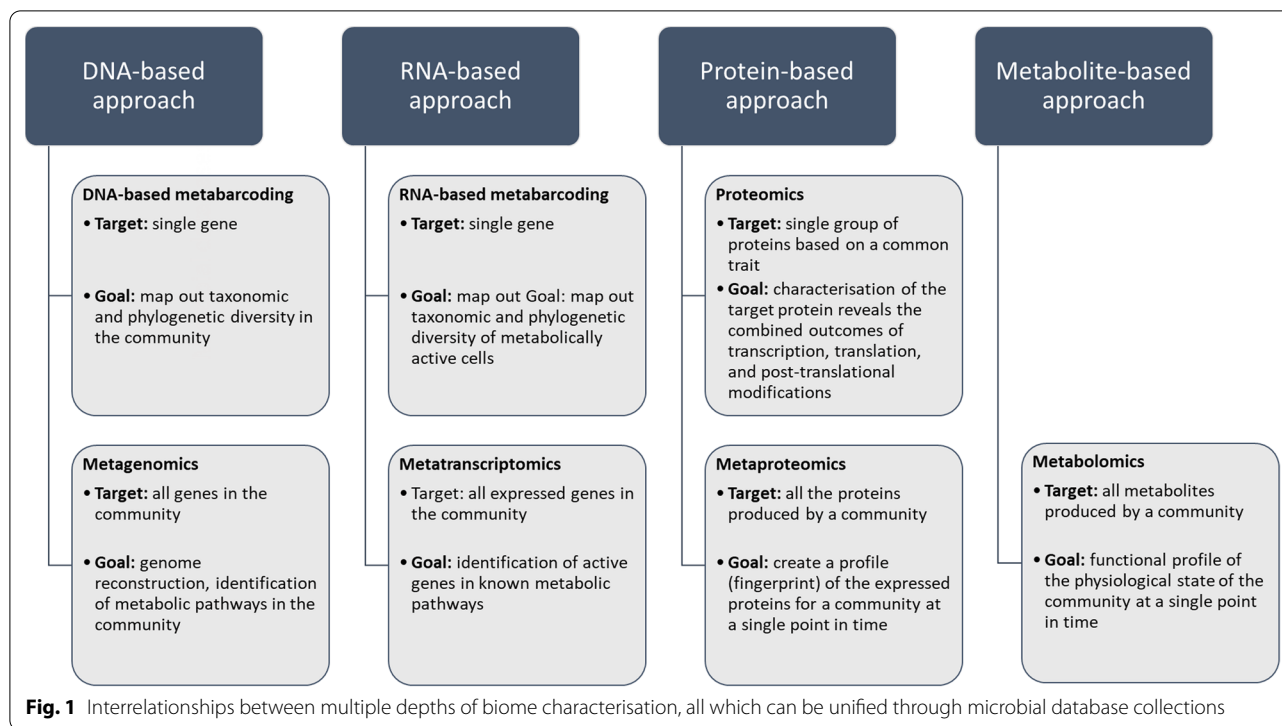 DNA-based
approach
RNA-based
approach
Protein-based
approach
Metabolite-based
approach
DNA-based metabarcoding
• Target: single gene
• Goal: map out taxonomic
and phylogenetic diversity in
the community
RNA-based metabarcoding
• Target: single gene
• Goal: map out Goal: map out
taxonomic and phylogenetic
diversity of metabolically
active cells
Proteomics
• Target: single group of
proteins based on a common
trait
• Goal: characterisation of the
target protein reveals the
combined outcomes of
transcription, translation,
and post-translational
modifications
Metagenomics
• Target: all genes in the
community
• Goal: genome
reconstruction, identification
of metabolic pathways in the
community
Metatranscriptomics
• Target: all expressed genes in
the community
• Goal: identification of active
genes in known metabolic
pathways
Metaproteomics
• Target: all the proteins
produced by a community
• Goal: create a profile
(fingerprint) of the expressed
proteins for a community at
a single point in time
Metabolomics
• Target: all metabolites
produced by a community
• Goal: functional profile of
the physiological state of the
community at a single point
in time
Fig. 1 Interrelationships between multiple depths of biome characterisation, all which can be unified through microbial database collections